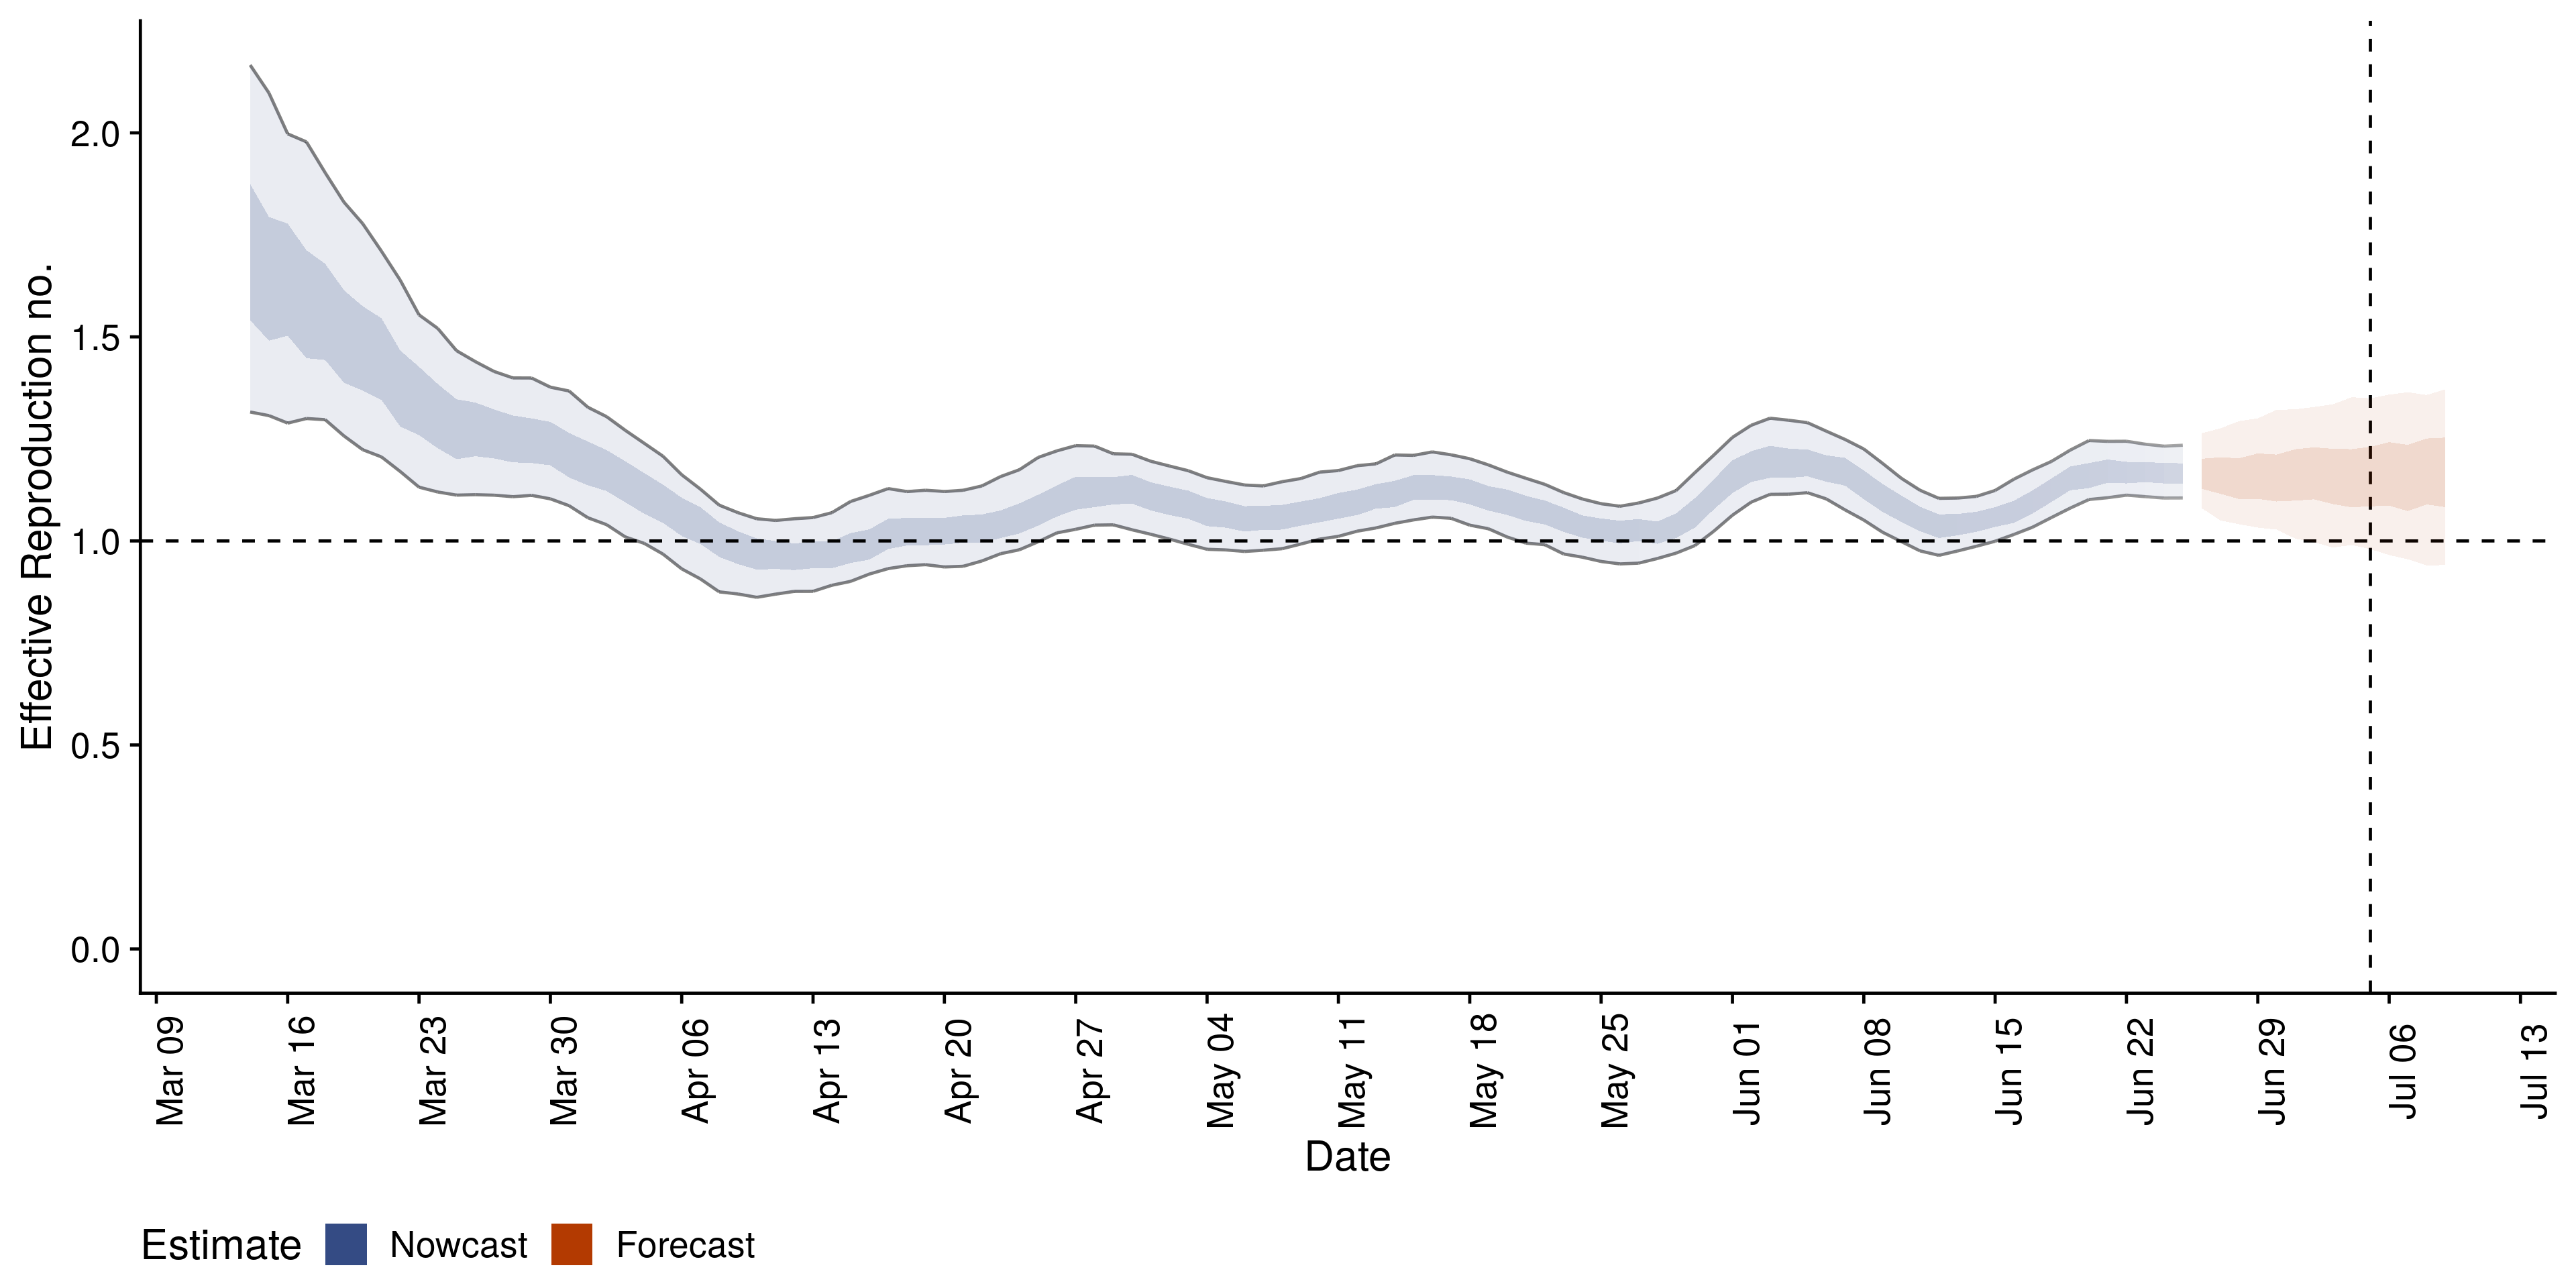 Effective Reproduction no.
2.0
1.5
1.0
0.5
0.0
Mar 09
Mar 16
Mar 23
Mar 30
Apr 06
Apr 13
Apr 20
Apr 27
May 04
May 11
May 18
May 25
Jun 01
Jun 08
Jun 15
Jun 22
Jun 29
Jul 06
Jul 13
Date
Estimate Nowcast Forecast